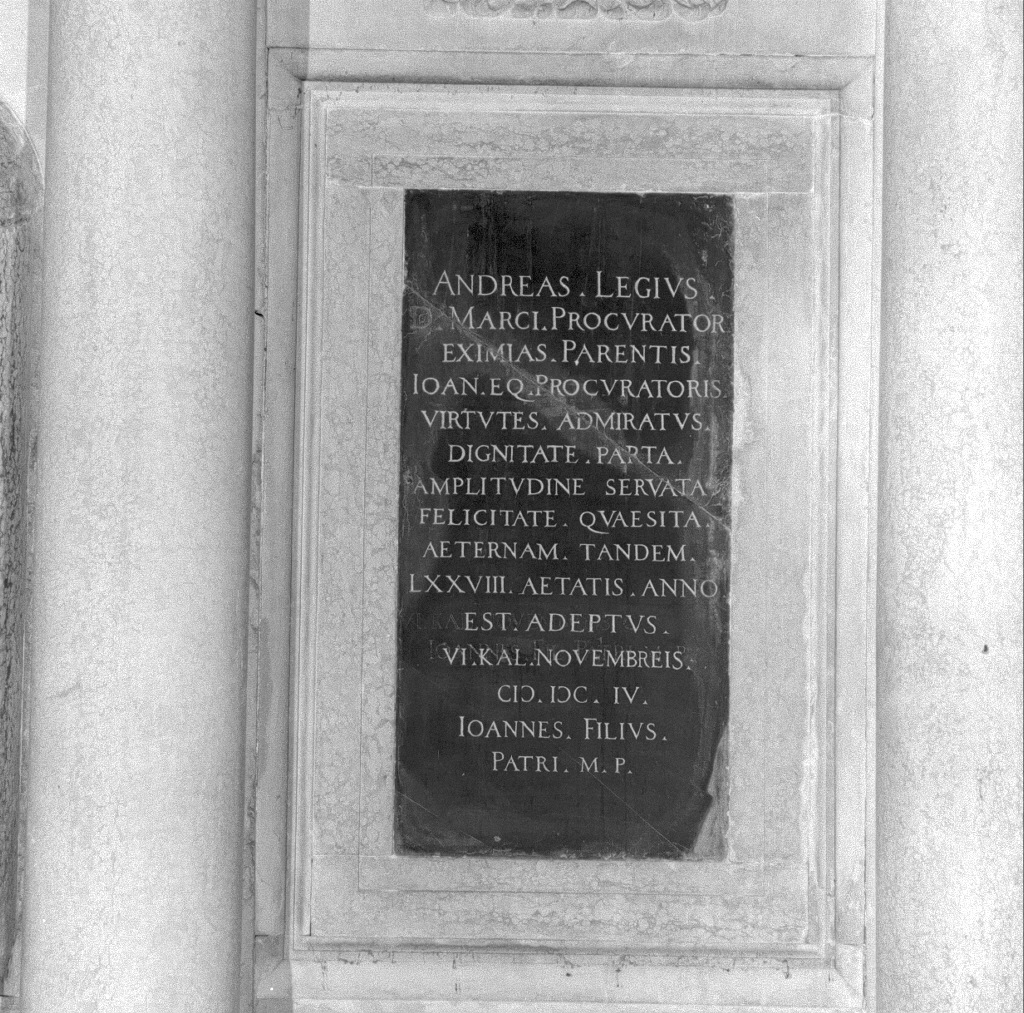 ANDREAS . LEGIVS .
D. MARCI. PROCVRATOR
EXIMIAS. PARENTIS.
IOAN. EQ. PROCVRATORIS.
VIRTVTES. ADMIRATVS.
DIGNITATE. PARTA.
AMPLITVDINE SERVATA.
FELICITATE. QVAESITA.
AETERNAM. TANDEM.
LXXVIII. AETATIS. ANNO
EST. ADEPTVS.
VI. KAL. NOVEMBREIS.
CIↃ. IↃC. IV.
IOANNES. FILIVS.
PATRI. M. P.